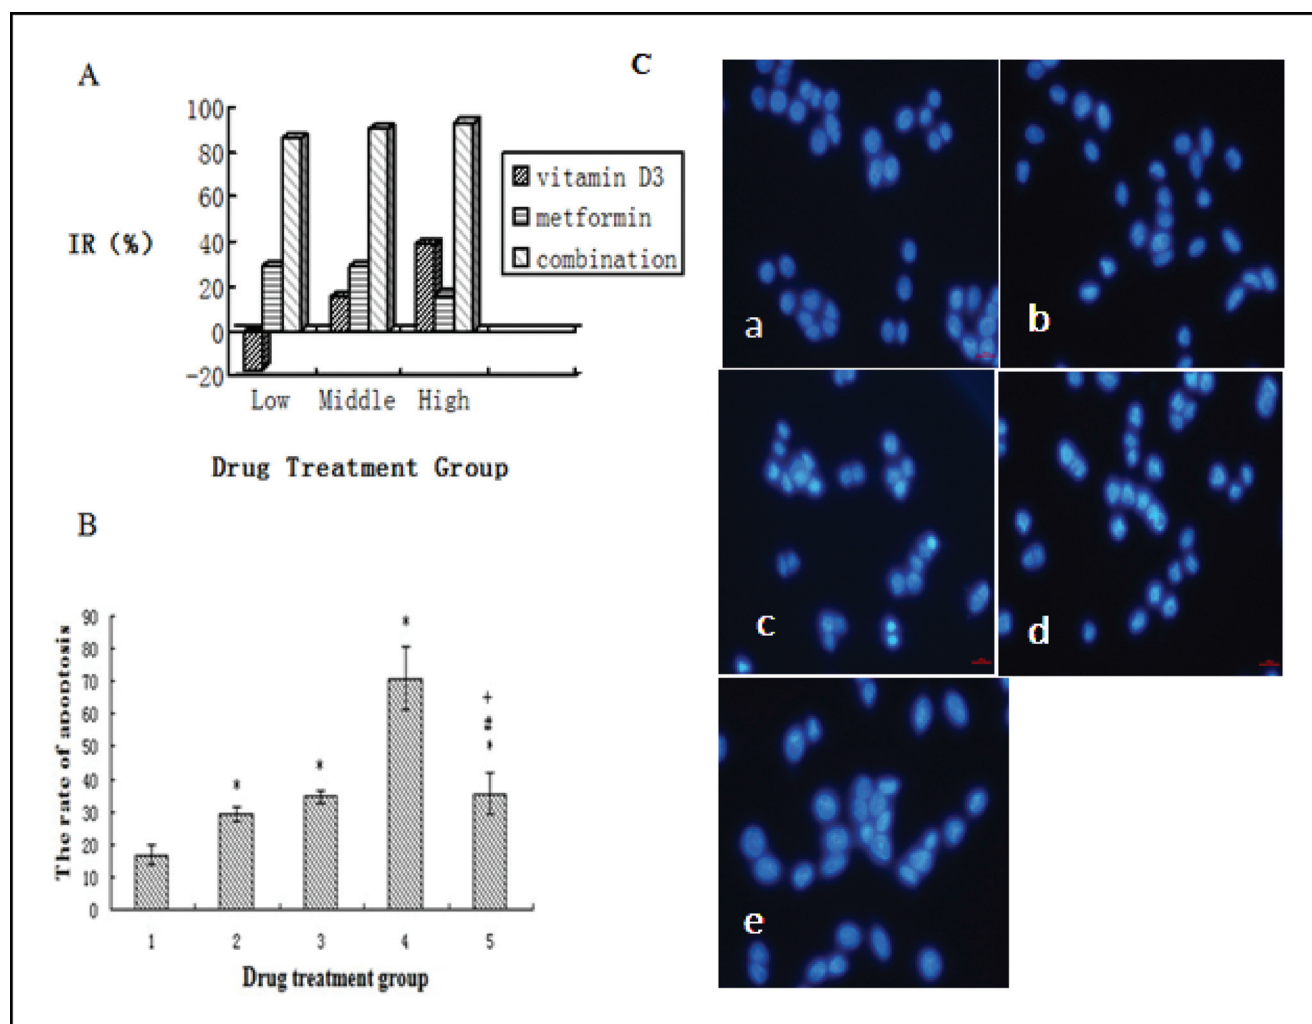 A
100
80
60
40
20
0
-20
IR (%)
Low Middle High
Drug Treatment Group
vitamin D3
metformin
combination
B
90
80
70
60
50
40
30
20
10
0
The rate of apoptosis
*
*
*
+
*
1 2 3 4 5
Drug treatment group
C
a
b
c
d
e